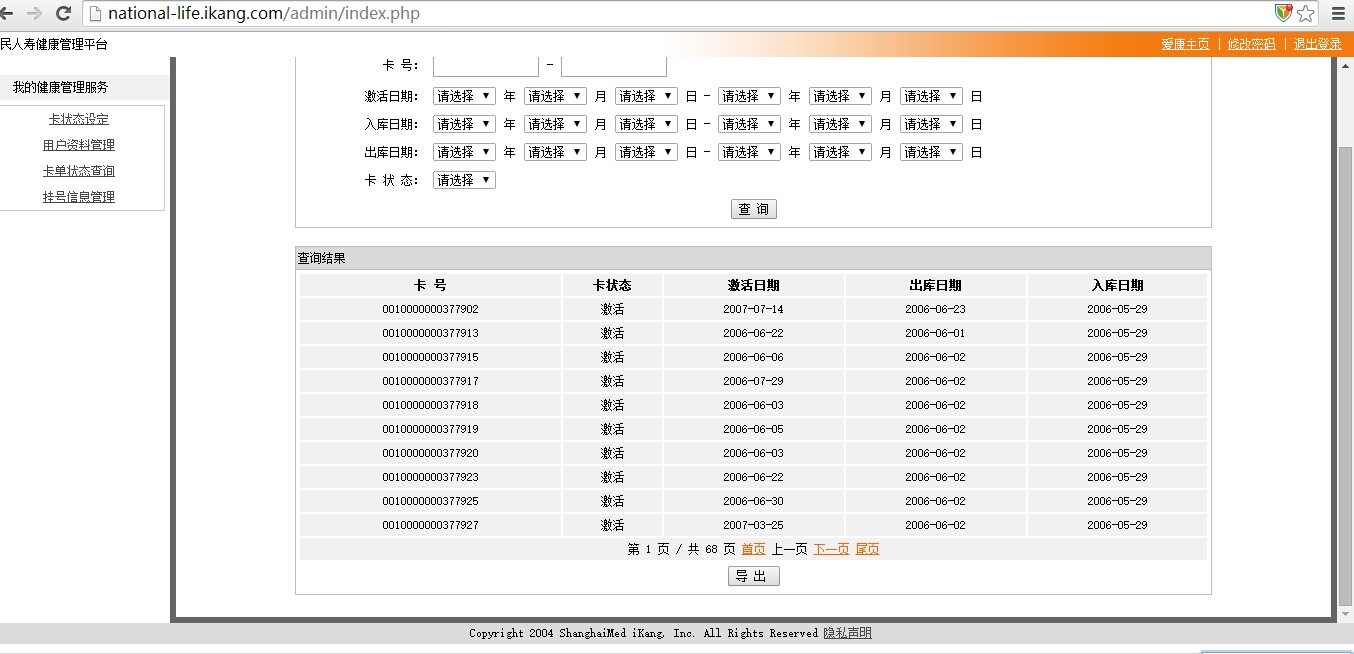 national-life.ikang.com/admin/index.php
民人寿健康管理平台
爱康主页 | 修改密码 | 退出登录
我的健康管理服务
卡状态设定
用户资料管理
卡单状态查询
挂号信息管理
卡 号： -
激活日期： 请选择 年 请选择 月 请选择 日 - 请选择 年 请选择 月 请选择 日
入库日期： 请选择 年 请选择 月 请选择 日 - 请选择 年 请选择 月 请选择 日
出库日期： 请选择 年 请选择 月 请选择 日 - 请选择 年 请选择 月 请选择 日
卡 状 态： 请选择
查 询
查询结果
卡 号 卡状态 激活日期 出库日期 入库日期
0010000000377902 激活 2007-07-14 2006-06-23 2006-05-29
0010000000377913 激活 2006-06-22 2006-06-01 2006-05-29
0010000000377915 激活 2006-06-06 2006-06-02 2006-05-29
0010000000377917 激活 2006-07-29 2006-06-02 2006-05-29
0010000000377918 激活 2006-06-03 2006-06-02 2006-05-29
0010000000377919 激活 2006-06-05 2006-06-02 2006-05-29
0010000000377920 激活 2006-06-03 2006-06-02 2006-05-29
0010000000377923 激活 2006-06-22 2006-06-02 2006-05-29
0010000000377925 激活 2006-06-30 2006-06-02 2006-05-29
0010000000377927 激活 2007-03-25 2006-06-02 2006-05-29
第 1 页 / 共 68 页 首页 上一页 下一页 尾页
导 出
Copyright 2004 ShanghaiMed iKang, Inc. All Rights Reserved 隐私声明